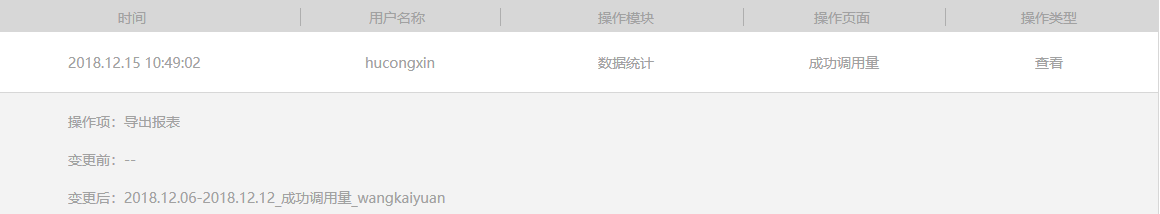 时间 用户名称 操作模块 操作页面 操作类型
2018.12.15 10:49:02 hucongxin 数据统计 成功调用量 查看
操作项：导出报表
变更前：--
变更后：2018.12.06-2018.12.12_成功调用量_wangkaiyuan